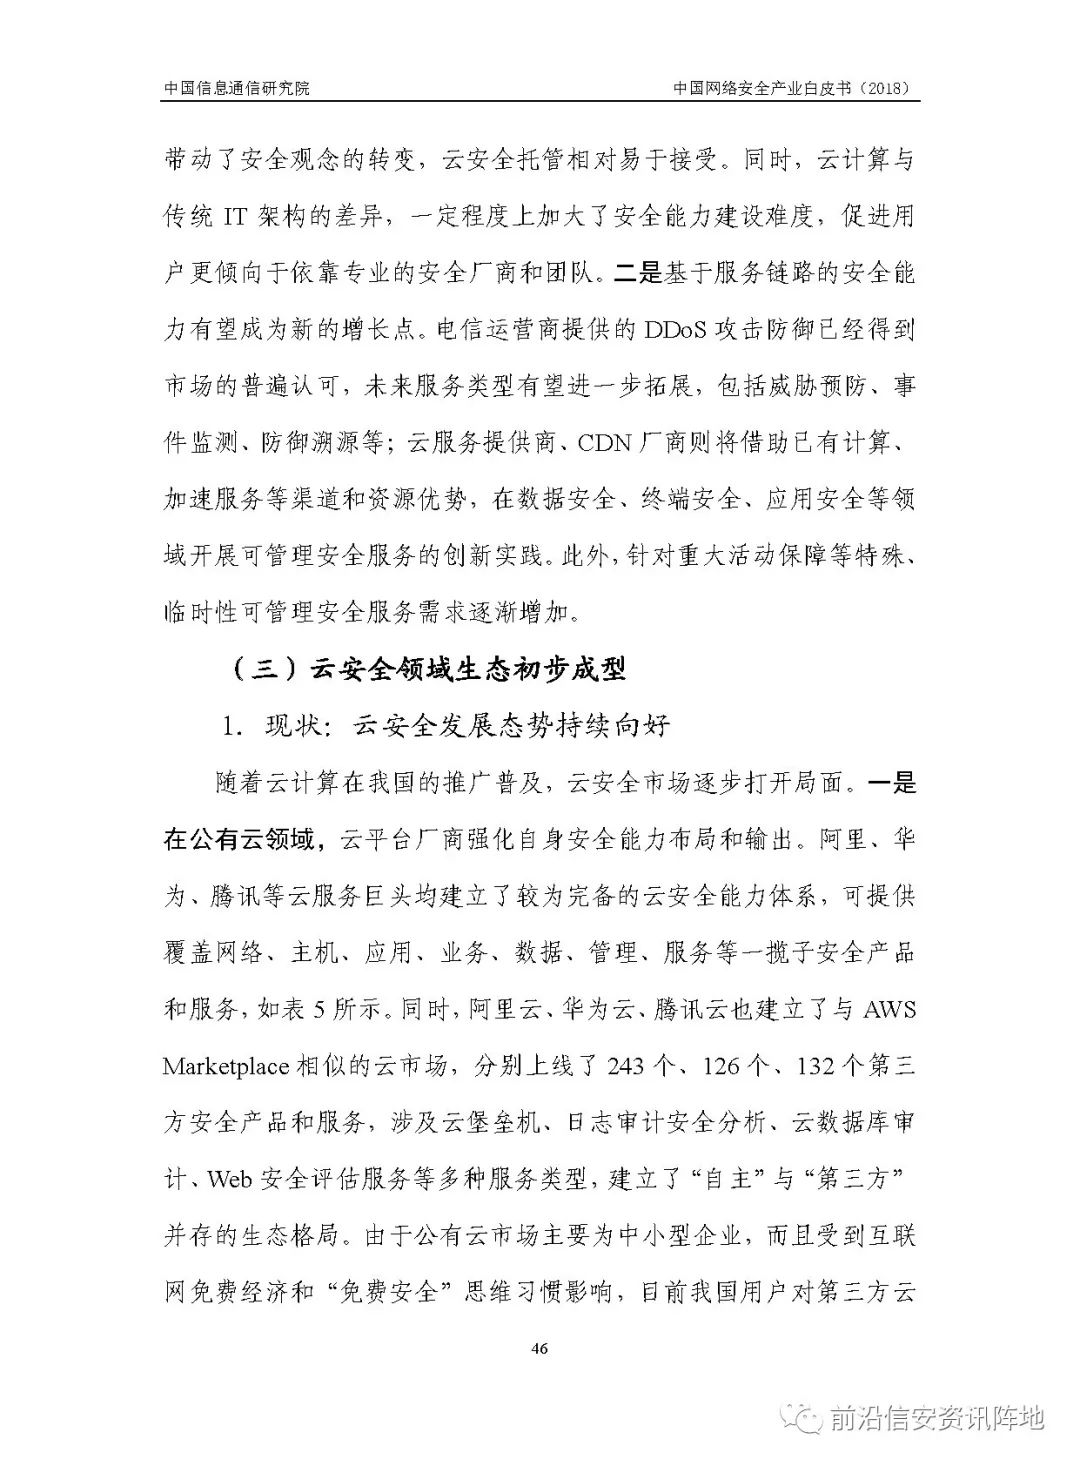 中国信息通信研究院
中国网络安全产业白皮书（2018）
带动了安全观念的转变，云安全托管相对易于接受。同时，云计算与
传统 IT 架构的差异，一定程度上加大了安全能力建设难度，促进用
户更倾向于依靠专业的安全厂商和团队。二是基于服务链路的安全能
力有望成为新的增长点。电信运营商提供的 DDoS 攻击防御已经得到
市场的普遍认可，未来服务类型有望进一步拓展，包括威胁预防、事
件监测、防御溯源等；云服务提供商、CDN 厂商则将借助已有计算、
加速服务等渠道和资源优势，在数据安全、终端安全、应用安全等领
域开展可管理安全服务的创新实践。此外，针对重大活动保障等特殊、
临时性可管理安全服务需求逐渐增加。
（三）云安全领域生态初步成型
1. 现状：云安全发展态势持续向好
随着云计算在我国的推广普及，云安全市场逐步打开局面。一是
在公有云领域，云平台厂商强化自身安全能力布局和输出。阿里、华
为、腾讯等云服务巨头均建立了较为完备的云安全能力体系，可提供
覆盖网络、主机、应用、业务、数据、管理、服务等一揽子安全产品
和服务，如表 5 所示。同时，阿里云、华为云、腾讯云也建立了与 AWS
Marketplace 相似的云市场，分别上线了 243 个、126 个、132 个第三
方安全产品和服务，涉及云堡垒机、日志审计安全分析、云数据库审
计、Web 安全评估服务等多种服务类型，建立了“自主”与“第三方”
并存的生态格局。由于公有云市场主要为中小型企业，而且受到互联
网免费经济和“免费安全”思维习惯影响，目前我国用户对第三方云
46
前沿信安资讯阵地